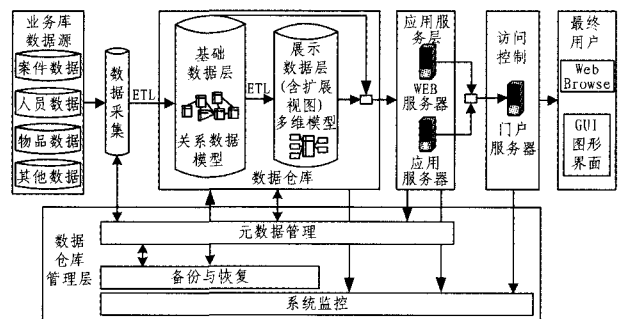 业务库
数据源
案件数据
人员数据
物品数据
其他数据
数据采集
ETL
基础
数据层
关系数据
模型
ETL
展示
数据层
(含扩展
视图)
多维模型
数据仓库
应用服
务层
WEB
服务器
应用
服务器
访问
控制
门户
服务器
最终
用户
Web
Browse
GUI
图形
界面
数据
仓库
管理层
元数据管理
备份与恢复
系统监控